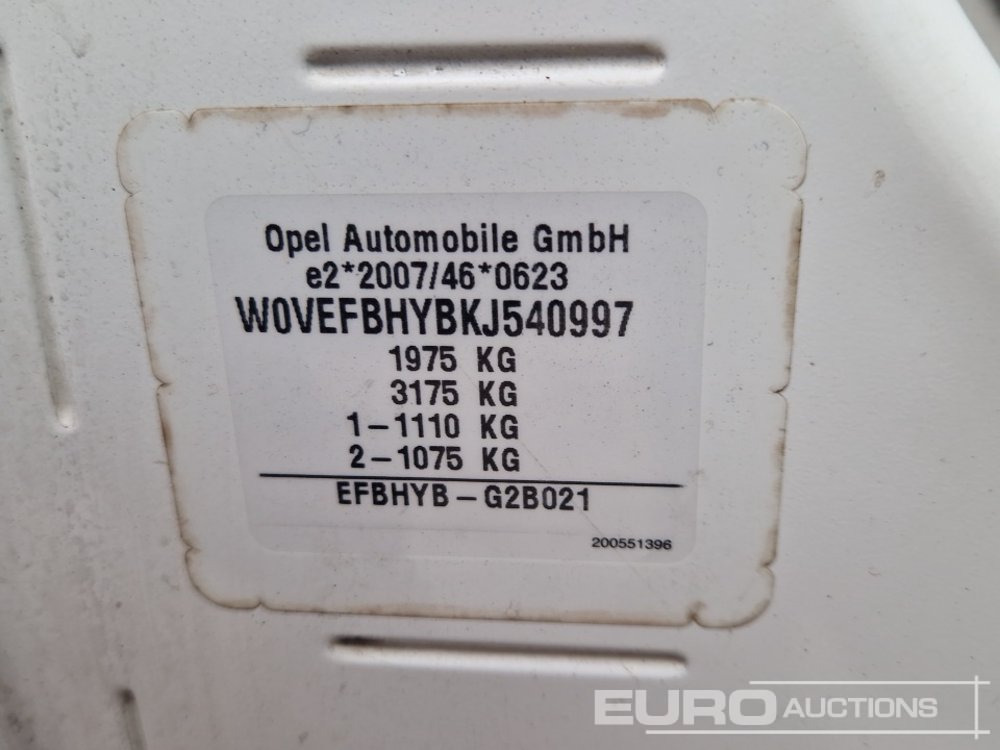 Opel Automobile GmbH
e2*2007/46*0623
W0VEFBHYBKJ540997
1975 KG
3175 KG
1-1110 KG
2-1075 KG
EFBHYB-G2B021
200551396
EURO AUCTIONS